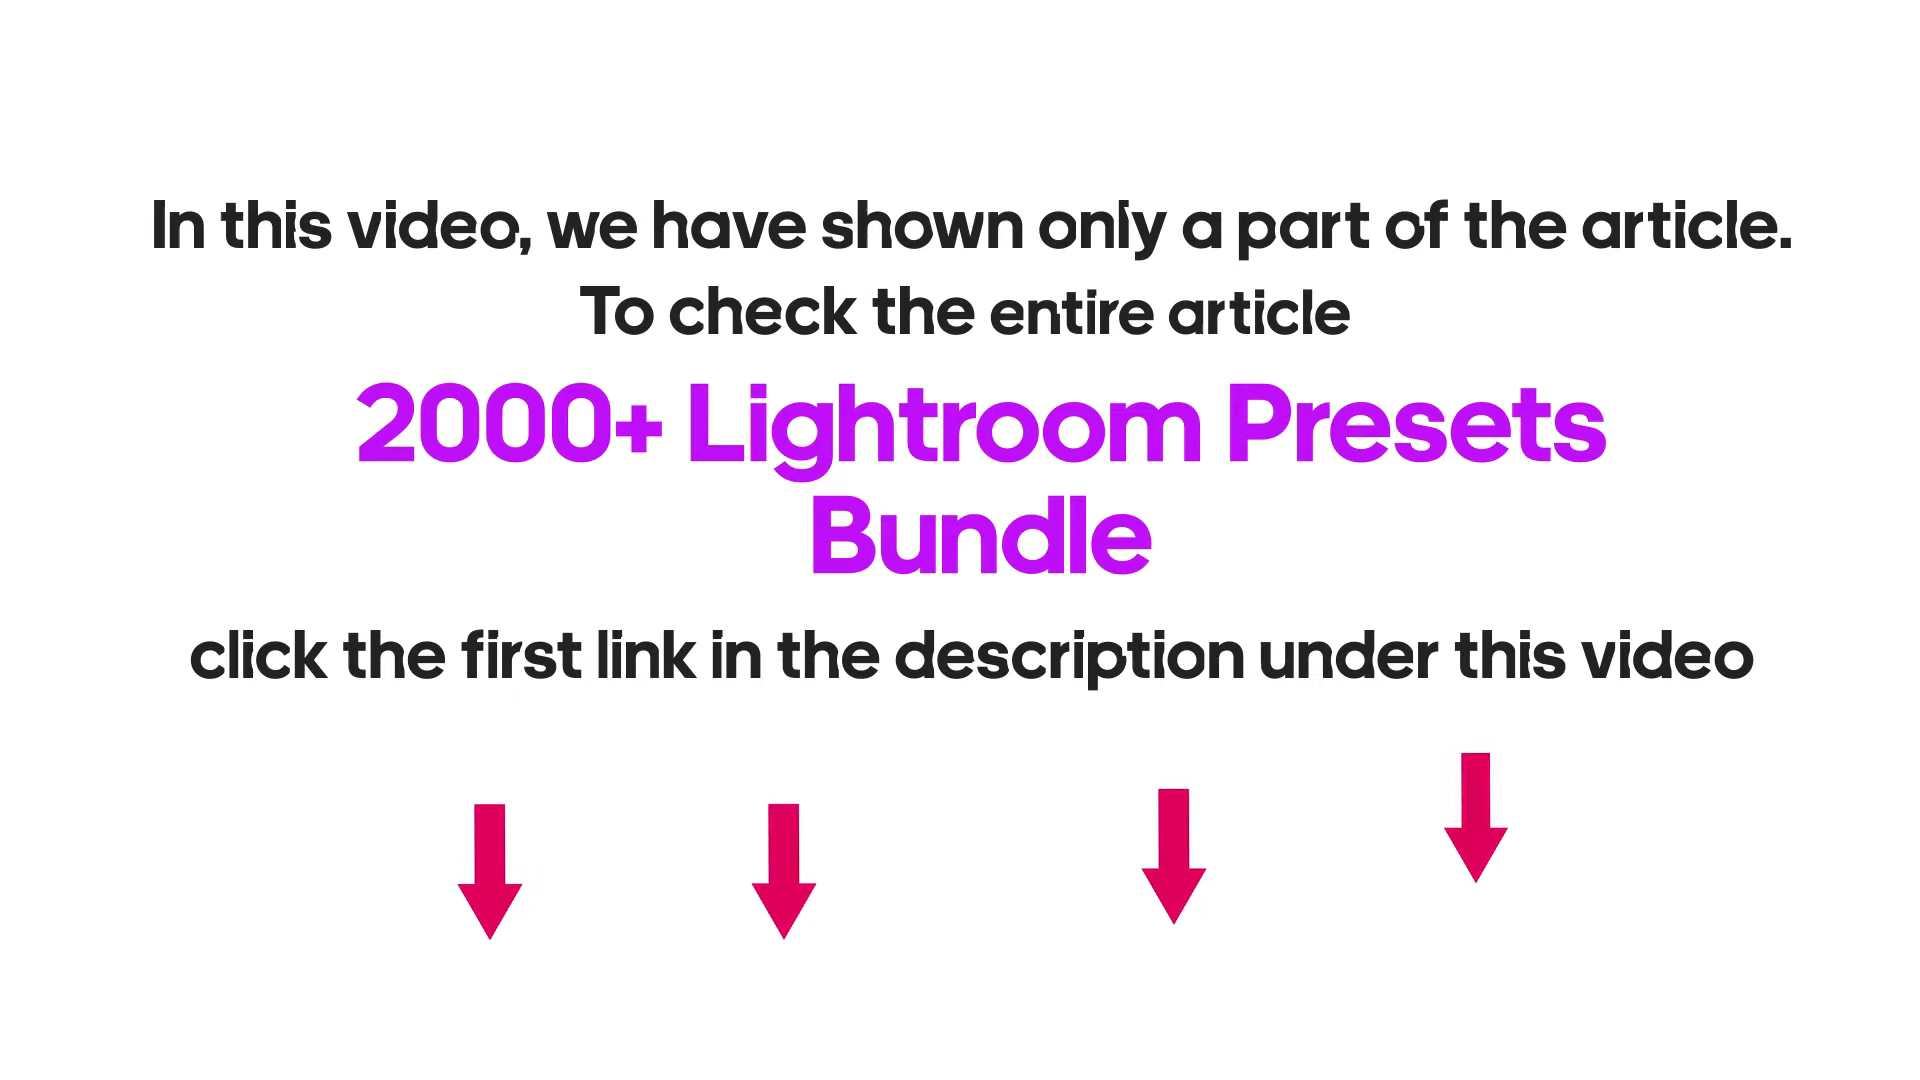 In this video, we have shown only a part of the article.
To check the entire article
2000+ Lightroom Presets
Bundle
click the first link in the description under this video